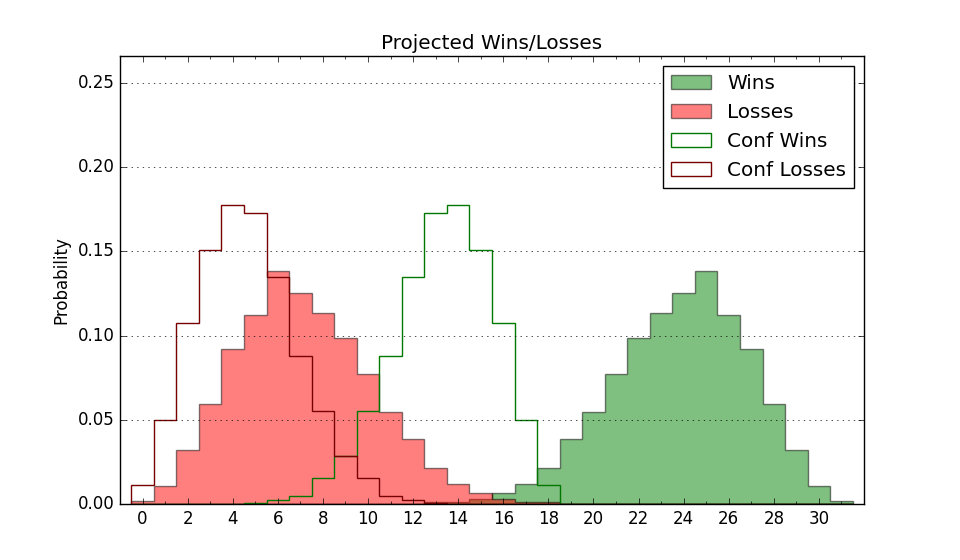 Projected Wins/Losses
Probability
0.25
0.20
0.15
0.10
0.05
0.00
0 2 4 6 8 10 12 14 16 18 20 22 24 26 28 30
Wins
Losses
Conf Wins
Conf Losses